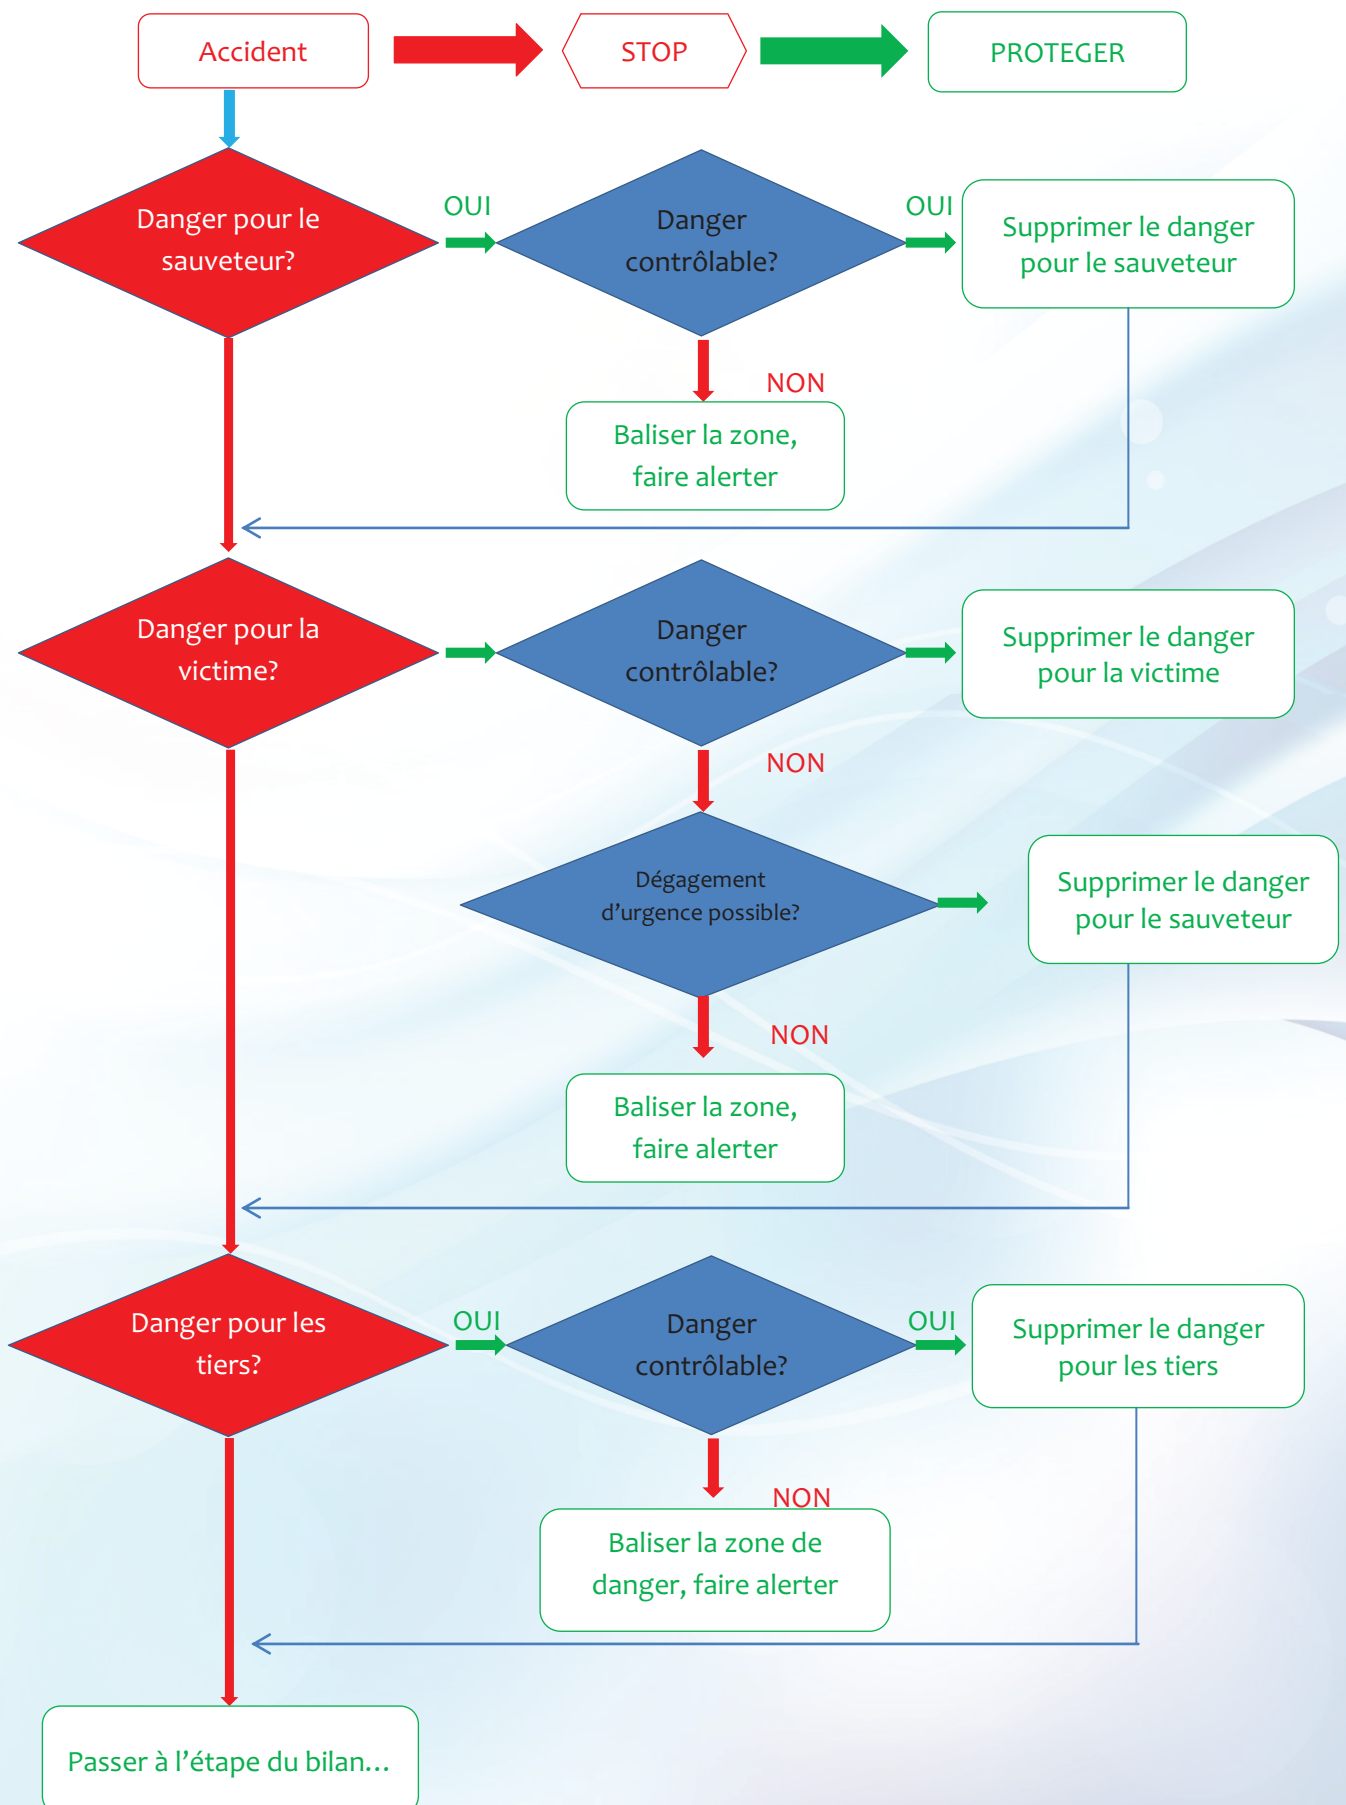 Accident
STOP
PROTEGER
Danger pour le
sauveteur?
OUI
Danger
contrôlable?
OUI
Supprimer le danger
pour le sauveteur
NON
Baliser la zone,
faire alerter
Danger pour la
victime?
Danger
contrôlable?
Supprimer le danger
pour la victime
NON
Dégagement
d’urgence possible?
Supprimer le danger
pour le sauveteur
NON
Baliser la zone,
faire alerter
Danger pour les
tiers?
OUI
Danger
contrôlable?
OUI
Supprimer le danger
pour les tiers
NON
Baliser la zone de
danger, faire alerter
Passer à l’étape du bilan…